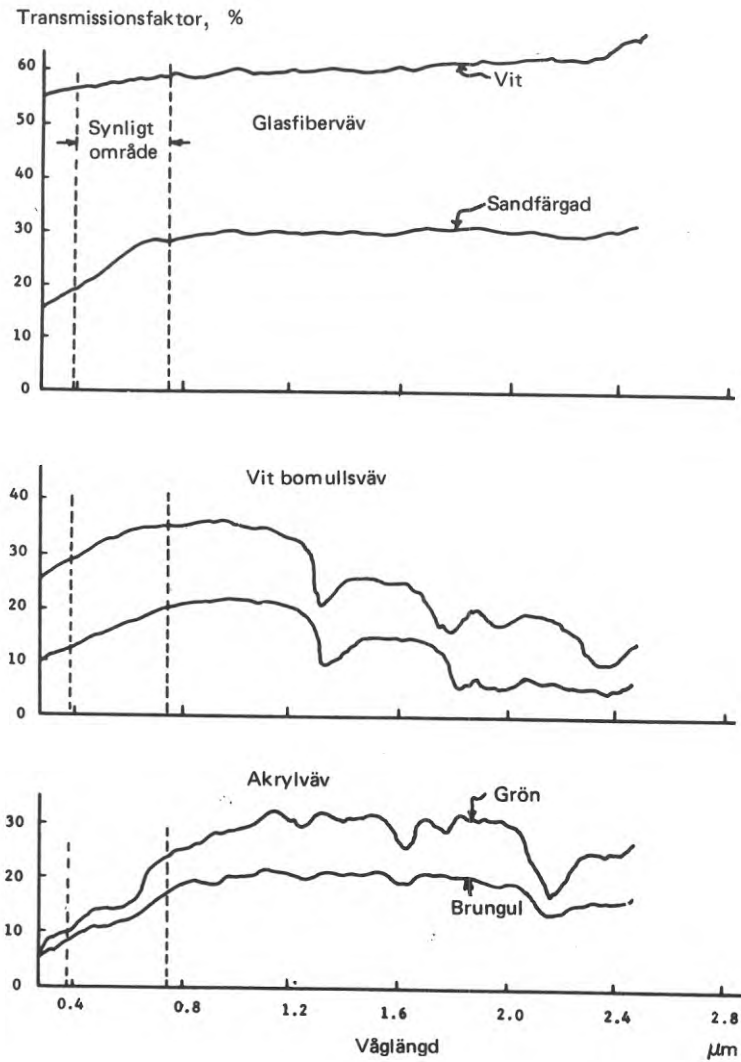 Transmissionsfaktor, %
60
50
40
30
20
10
0
Vit
Synligt
område
Glasfiberväv
Sandfärgad
Vit bomullsväv
40
30
20
10
0
Akrylväv
Grön
30
20
10
0
Brungul
0.4 0.8 1.2 1.6 2.0 2.4 2.8
Våglängd μm